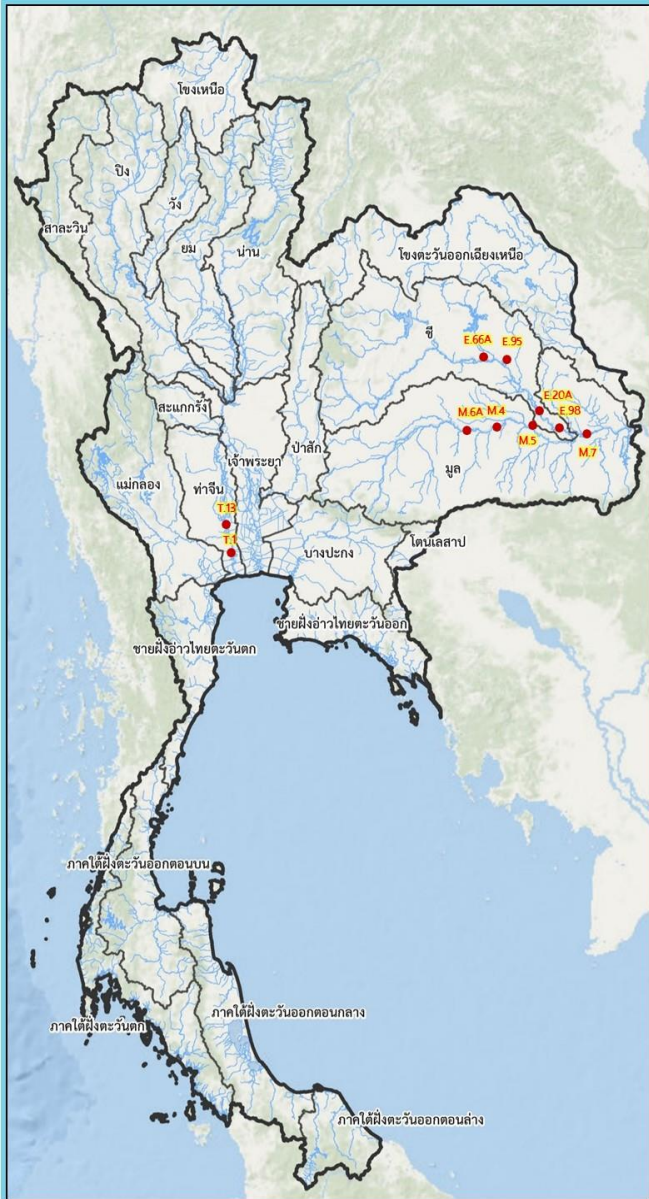 โขงเหนือ
ปิง
วัง
สาละวิน
ยม
น่าน
โขงตะวันออกเฉียงเหนือ
ชี
E.66A
E.95
E.20A
E.98
M.6A
M.4
M.5
M.7
สะแกกรัง
ป่าสัก
เจ้าพระยา
มูล
แม่กลอง
ท่าจีน
T.13
T.1
บางปะกง
โตนเลสาป
ชายฝั่งอ่าวไทยตะวันออก
ชายฝั่งอ่าวไทยตะวันตก
ภาคใต้ฝั่งตะวันออกตอนบน
ภาคใต้ฝั่งตะวันออกตอนกลาง
ภาคใต้ฝั่งตะวันตก
ภาคใต้ฝั่งตะวันออกตอนล่าง